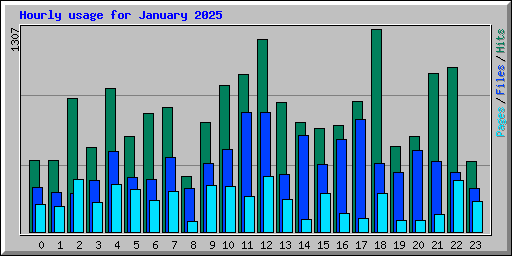 Hourly usage for January 2025
1307
Pages/Files/Hits
0 1 2 3 4 5 6 7 8 9 10 11 12 13 14 15 16 17 18 19 20 21 22 23